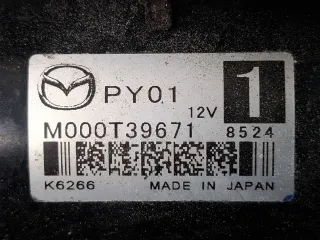 PY01
12V
1
M000T39671
8524
K6266
MADE IN JAPAN